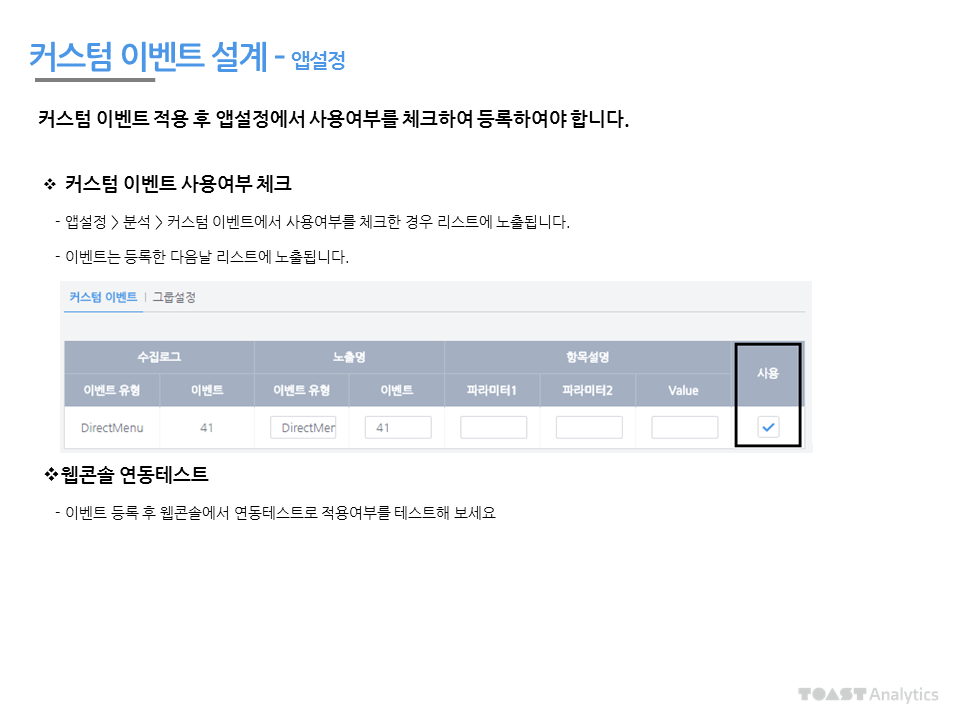 커스텀 이벤트 설계 - 앱설정
커스텀 이벤트 적용 후 앱설정에서 사용여부를 체크하여 등록하여야 합니다.
❖ 커스텀 이벤트 사용여부 체크
- 앱설정 > 분석 > 커스텀 이벤트에서 사용여부를 체크한 경우 리스트에 노출됩니다.
- 이벤트는 등록한 다음날 리스트에 노출됩니다.
커스텀 이벤트 | 그룹설정
수집로그 노출명 항목설명 사용
이벤트 유형 이벤트 이벤트 유형 이벤트 파라미터1 파라미터2 Value
DirectMenu 41 DirectMer 41
❖웹콘솔 연동테스트
- 이벤트 등록 후 웹콘솔에서 연동테스트로 적용여부를 테스트해 보세요
TOAST Analytics